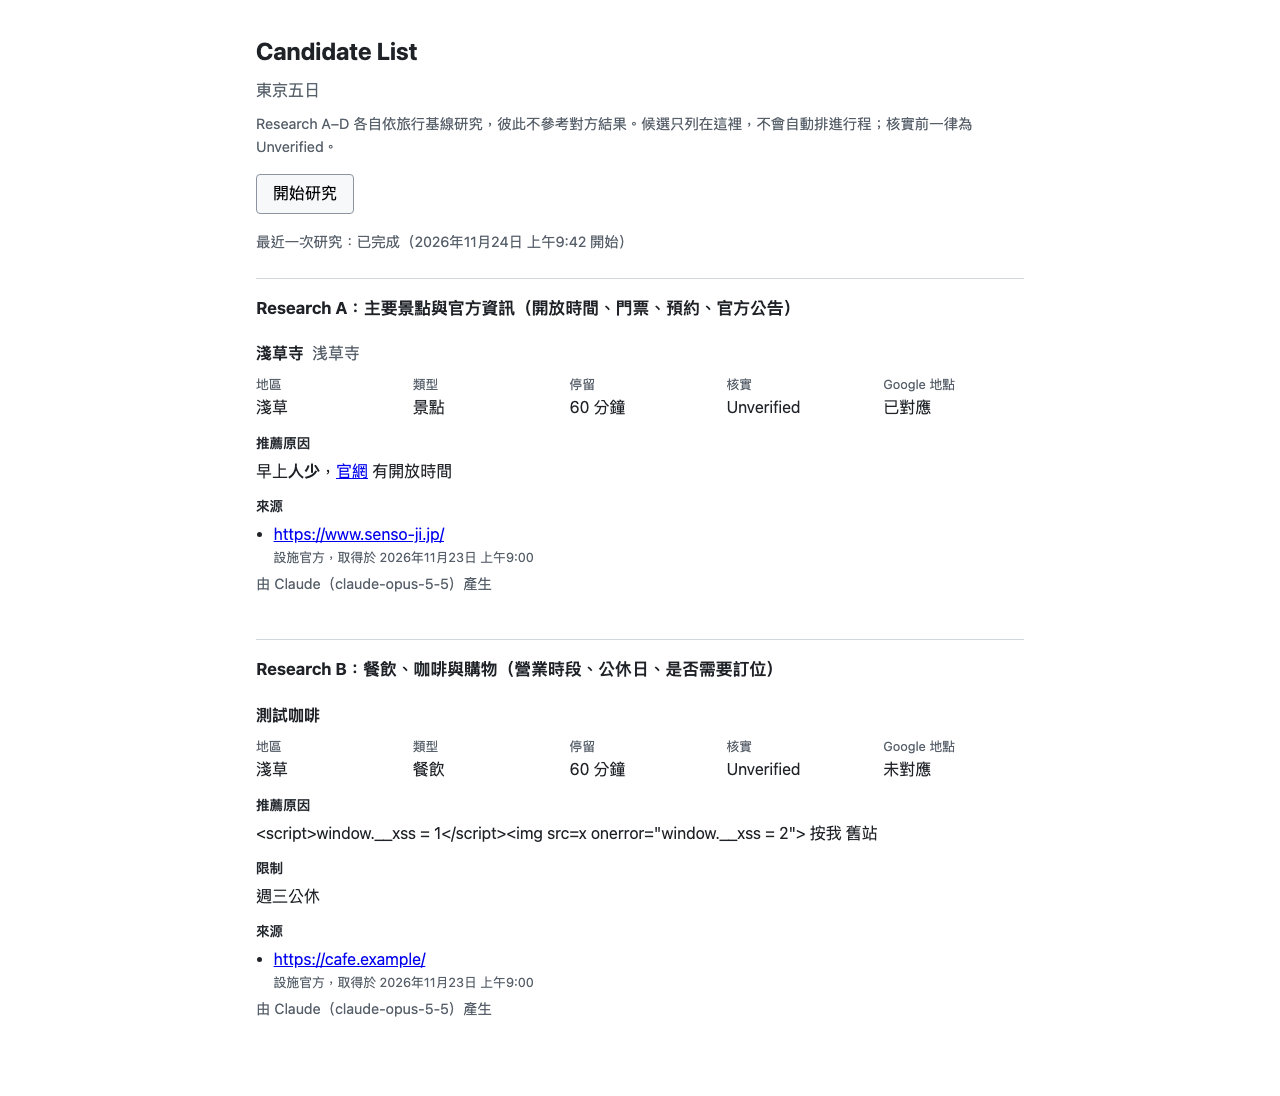 Candidate List
東京五日
Research A–D 各自依旅行基線研究，彼此不參考對方結果。候選只列在這裡，不會自動排進行程；核實前一律為
Unverified。
開始研究
最近一次研究：已完成（2026年11月24日 上午9:42 開始）
Research A：主要景點與官方資訊（開放時間、門票、預約、官方公告）
淺草寺 浅草寺
地區 類型 停留 核實 Google 地點
淺草 景點 60 分鐘 Unverified 已對應
推薦原因
早上人少，官網 有開放時間
來源
https://www.senso-ji.jp/
設施官方，取得於 2026年11月23日 上午9:00
由 Claude（claude-opus-5-5）產生
Research B：餐飲、咖啡與購物（營業時段、公休日、是否需要訂位）
測試咖啡
地區 類型 停留 核實 Google 地點
淺草 餐飲 60 分鐘 Unverified 未對應
推薦原因
<script>window.__xss = 1</script><img src=x onerror="window.__xss = 2"> 按我 舊站
限制
週三公休
來源
https://cafe.example/
設施官方，取得於 2026年11月23日 上午9:00
由 Claude（claude-opus-5-5）產生